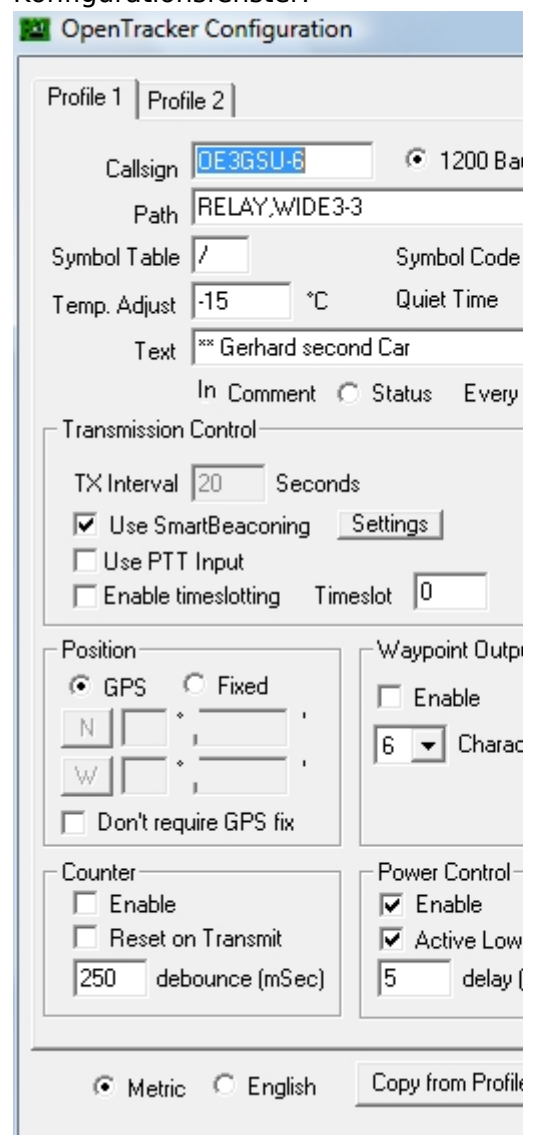 Konfigurationsfenster:
OpenTracker Configuration
Profile 1 Profile 2
Callsign OE3GSU-6 1200 Bau
Path RELAY,WIDE3-3
Symbol Table / Symbol Code
Temp. Adjust -15 °C Quiet Time
Text ** Gerhard second Car
In Comment Status Every
Transmission Control
TX Interval 20 Seconds
Use SmartBeaconing Settings
Use PTT Input
Enable timeslotting Timeslot 0
Position Waypoint Outpu
GPS Fixed Enable
N ° , '
6 Charac
W ° , '
Don't require GPS fix
Counter Power Control
Enable Enable
Reset on Transmit Active Low
250 debounce (mSec) 5 delay (
Metric English Copy from Profile